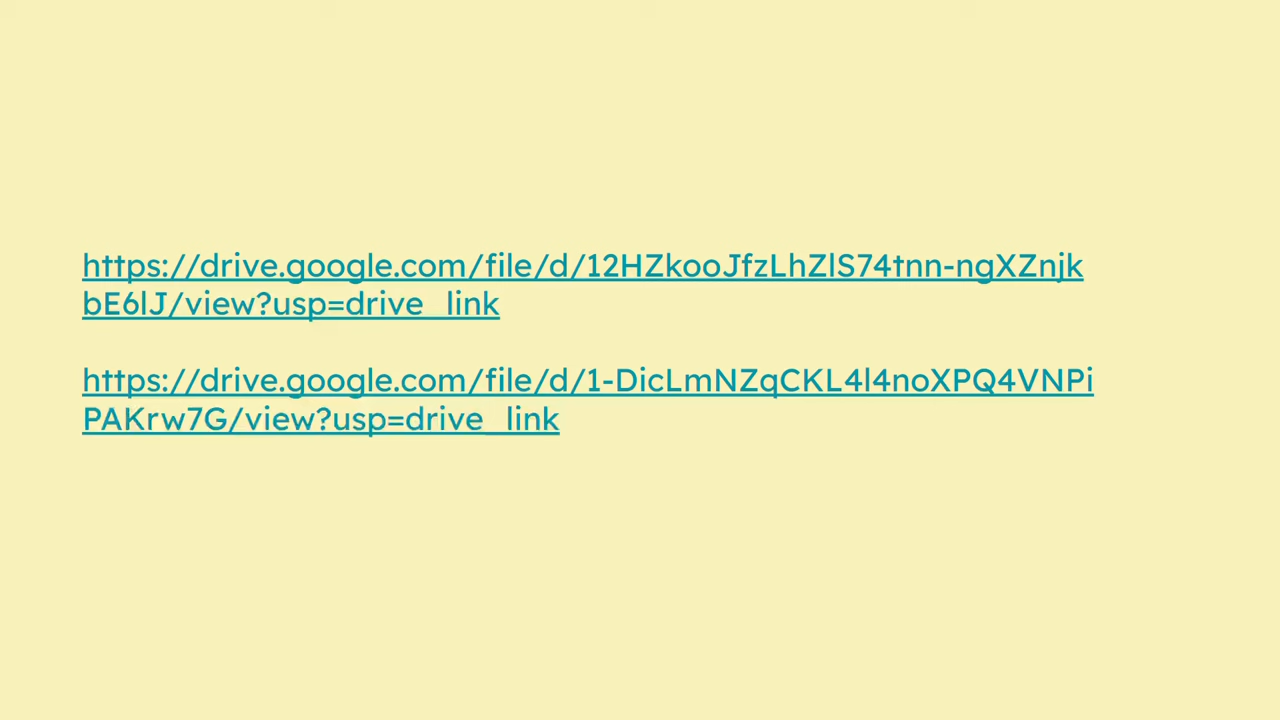 https://drive.google.com/file/d/12HZkooJfzLhZlS74tnn-ngXZnjk
bE6lJ/view?usp=drive_link
https://drive.google.com/file/d/1-DicLmNZqCKL4l4noXPQ4VNPi
PAKrw7G/view?usp=drive_link